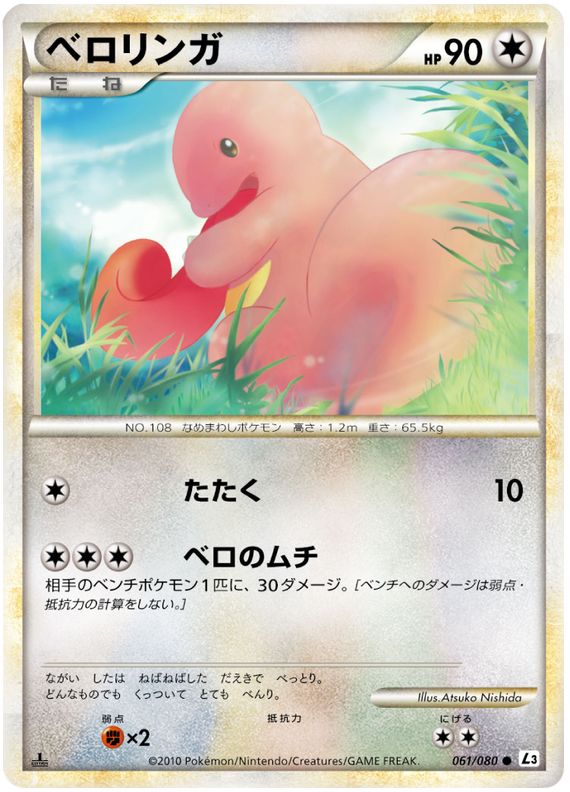 ベロリンガ HP90
たね
NO.108 なめまわしポケモン 高さ：1.2m 重さ：65.5kg
たたく 10
ベロのムチ
相手のベンチポケモン1匹に、30ダメージ。[ベンチへのダメージは弱点・
抵抗力の計算をしない。]
ながい したは ねばねばした だえきで べっとり。
どんなものでも くっついて とても べんり。
Illus.Atsuko Nishida
弱点 抵抗力 にげる
×2
©2010 Pokémon/Nintendo/Creatures/GAME FREAK. 061/080 ● L3